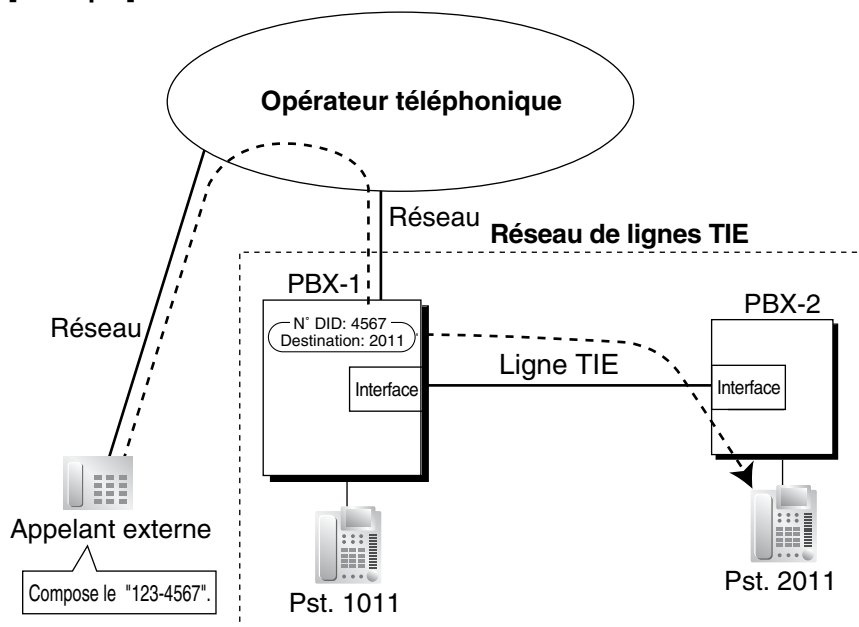 Opérateur téléphonique
Réseau
Réseau de lignes TIE
PBX-1
PBX-2
Réseau
N° DID: 4567
Destination: 2011
Ligne TIE
Interface
Interface
Appelant externe
Compose le "123-4567".
Pst. 1011
Pst. 2011